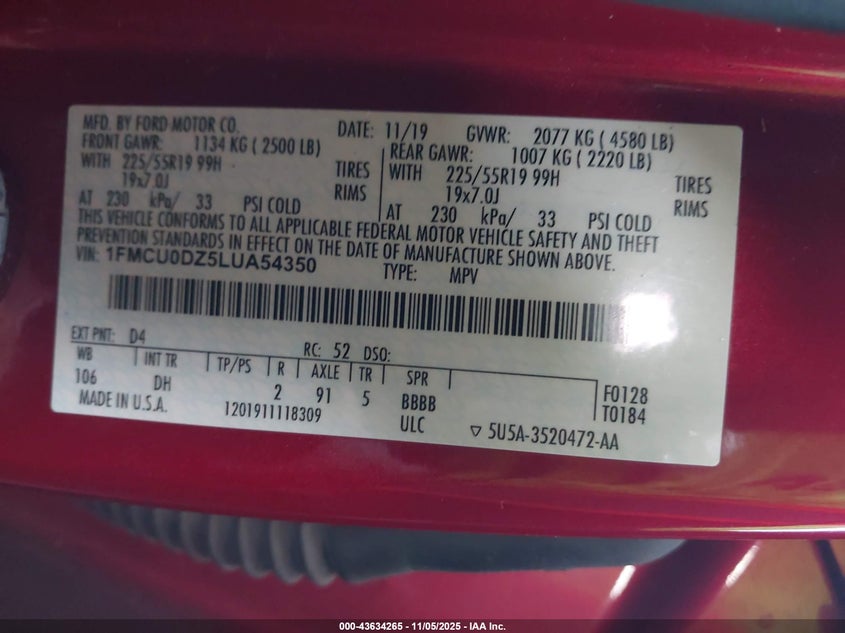 MFD. BY FORD MOTOR CO. DATE: 11/19 GVWR: 2077 KG ( 4580 LB)
FRONT GAWR: 1134 KG ( 2500 LB) REAR GAWR: 1007 KG ( 2220 LB)
WITH 225/55R19 99H TIRES WITH 225/55R19 99H TIRES
19x7.0J RIMS 19x7.0J RIMS
AT 230 kPa/ 33 PSI COLD AT 230 kPa/ 33 PSI COLD
THIS VEHICLE CONFORMS TO ALL APPLICABLE FEDERAL MOTOR VEHICLE SAFETY AND THEFT
PREVENTION STANDARDS IN EFFECT ON THE DATE OF MANUFACTURE SHOWN ABOVE.
VIN: 1FMCU0DZ5LUA54350 TYPE: MPV
EXT PNT: D4 RC: 52 DSO:
WB INT TR TP/PS R AXLE TR SPR
106 DH 2 91 5 BBBB F0128
MADE IN U.S.A. 1201911118309 ULC T0184
▽ 5U5A-3520472-AA
000-43634265 - 11/05/2025 - IAA Inc.